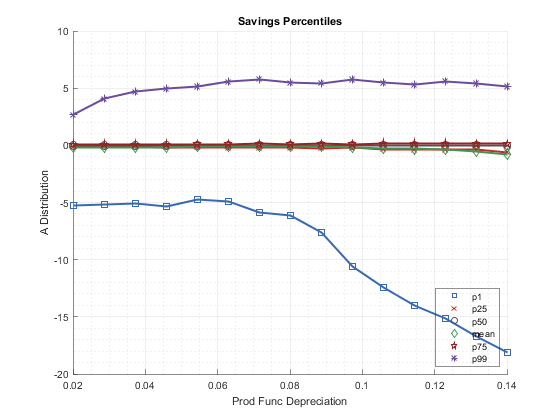 Savings Percentiles
10
5
0
-5
-10
-15
-20
A Distribution
p1
p25
p50
mean
p75
p99
0.02 0.04 0.06 0.08 0.1 0.12 0.14
Prod Func Depreciation